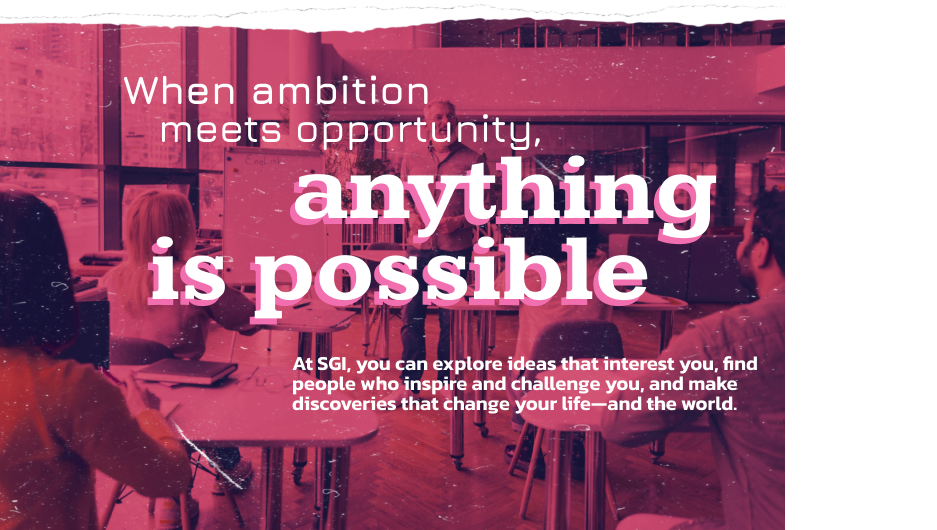 When ambition
meets opportunity,
anything
is possible
At SGI, you can explore ideas that interest you, find
people who inspire and challenge you, and make
discoveries that change your life—and the world.